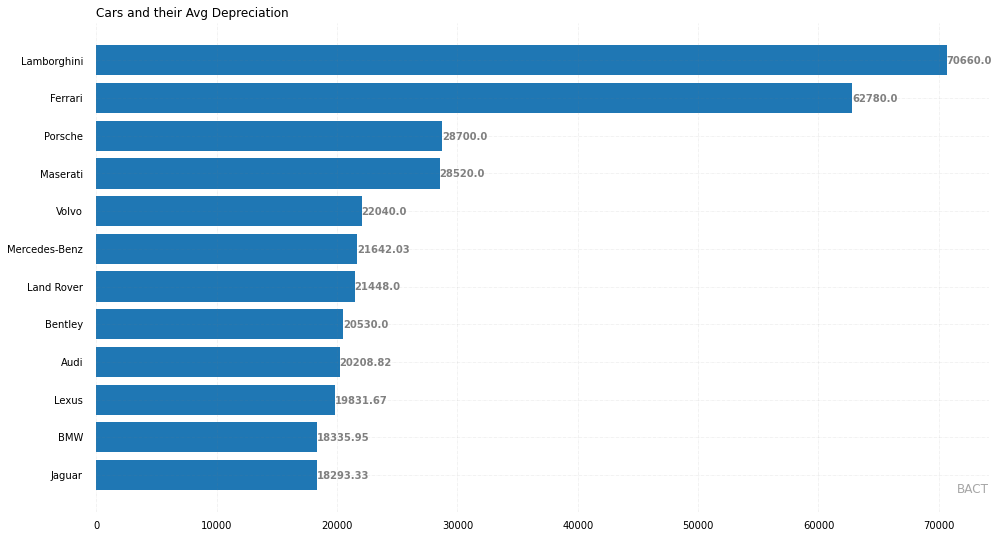 Cars and their Avg Depreciation
Lamborghini 70660.0
Ferrari 62780.0
Porsche 28700.0
Maserati 28520.0
Volvo 22040.0
Mercedes-Benz 21642.03
Land Rover 21448.0
Bentley 20530.0
Audi 20208.82
Lexus 19831.67
BMW 18335.95
Jaguar 18293.33
BACT
0 10000 20000 30000 40000 50000 60000 70000